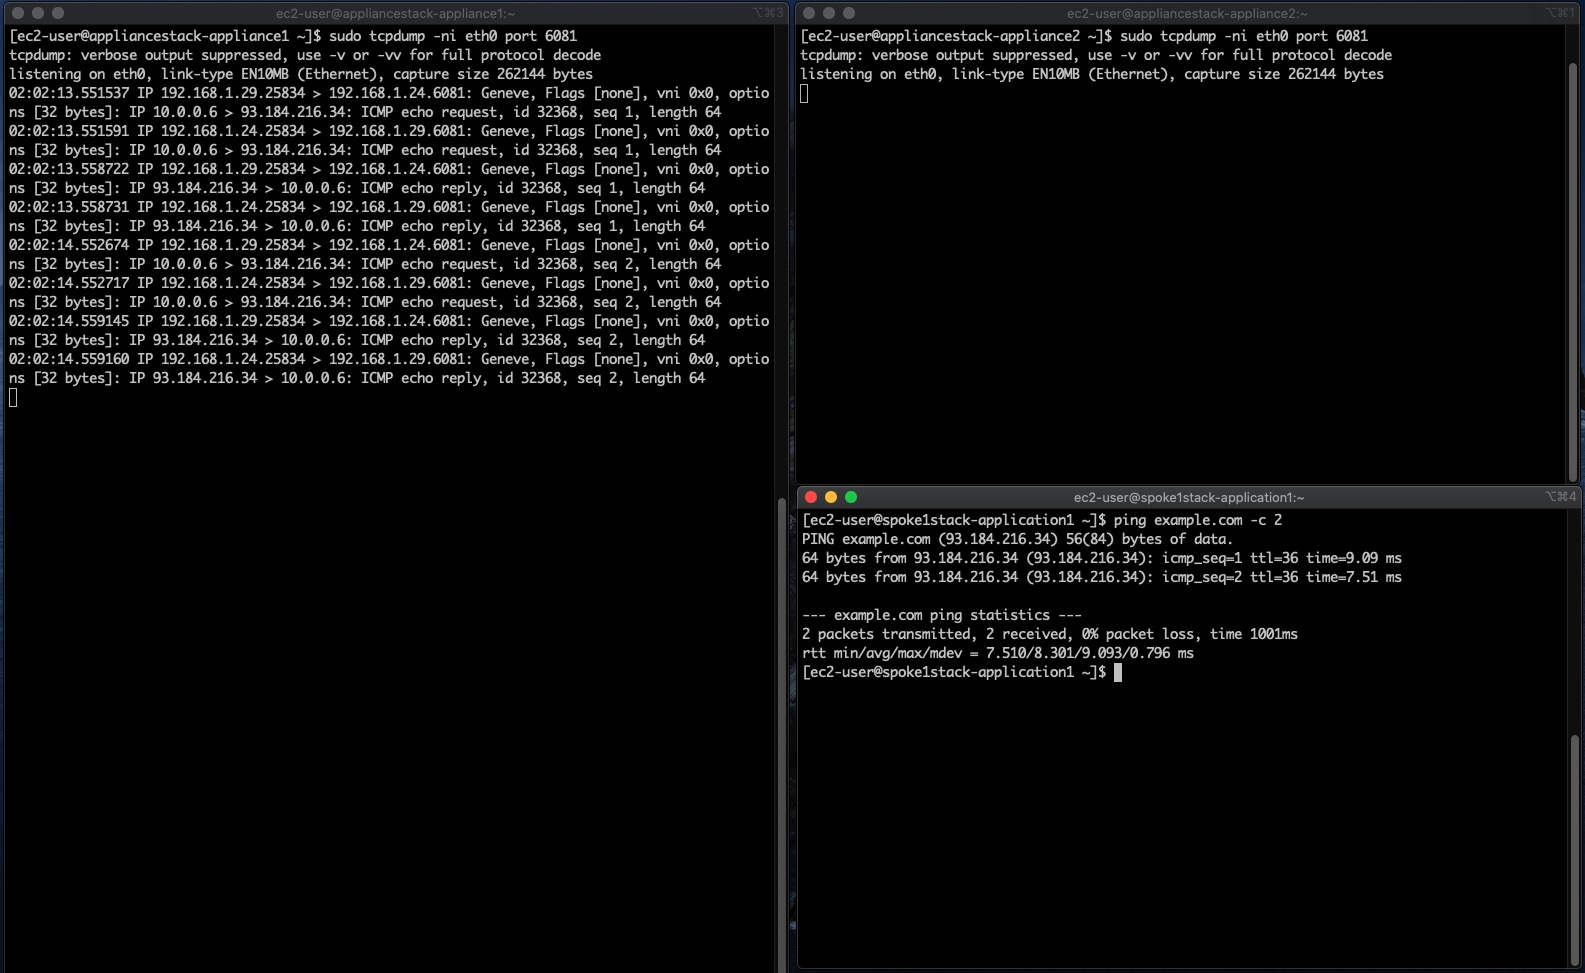 ec2-user@appliancestack-appliance1:~
⌥⌘3
[ec2-user@appliancestack-appliance1 ~]$ sudo tcpdump -ni eth0 port 6081
tcpdump: verbose output suppressed, use -v or -vv for full protocol decode
listening on eth0, link-type EN10MB (Ethernet), capture size 262144 bytes
02:02:13.551537 IP 192.168.1.29.25834 > 192.168.1.24.6081: Geneve, Flags [none], vni 0x0, optio
ns [32 bytes]: IP 10.0.0.6 > 93.184.216.34: ICMP echo request, id 32368, seq 1, length 64
02:02:13.551591 IP 192.168.1.24.25834 > 192.168.1.29.6081: Geneve, Flags [none], vni 0x0, optio
ns [32 bytes]: IP 10.0.0.6 > 93.184.216.34: ICMP echo request, id 32368, seq 1, length 64
02:02:13.558722 IP 192.168.1.29.25834 > 192.168.1.24.6081: Geneve, Flags [none], vni 0x0, optio
ns [32 bytes]: IP 93.184.216.34 > 10.0.0.6: ICMP echo reply, id 32368, seq 1, length 64
02:02:13.558731 IP 192.168.1.24.25834 > 192.168.1.29.6081: Geneve, Flags [none], vni 0x0, optio
ns [32 bytes]: IP 93.184.216.34 > 10.0.0.6: ICMP echo reply, id 32368, seq 1, length 64
02:02:14.552674 IP 192.168.1.29.25834 > 192.168.1.24.6081: Geneve, Flags [none], vni 0x0, optio
ns [32 bytes]: IP 10.0.0.6 > 93.184.216.34: ICMP echo request, id 32368, seq 2, length 64
02:02:14.552717 IP 192.168.1.24.25834 > 192.168.1.29.6081: Geneve, Flags [none], vni 0x0, optio
ns [32 bytes]: IP 10.0.0.6 > 93.184.216.34: ICMP echo request, id 32368, seq 2, length 64
02:02:14.559145 IP 192.168.1.29.25834 > 192.168.1.24.6081: Geneve, Flags [none], vni 0x0, optio
ns [32 bytes]: IP 93.184.216.34 > 10.0.0.6: ICMP echo reply, id 32368, seq 2, length 64
02:02:14.559160 IP 192.168.1.24.25834 > 192.168.1.29.6081: Geneve, Flags [none], vni 0x0, optio
ns [32 bytes]: IP 93.184.216.34 > 10.0.0.6: ICMP echo reply, id 32368, seq 2, length 64
ec2-user@appliancestack-appliance2:~
⌥⌘1
[ec2-user@appliancestack-appliance2 ~]$ sudo tcpdump -ni eth0 port 6081
tcpdump: verbose output suppressed, use -v or -vv for full protocol decode
listening on eth0, link-type EN10MB (Ethernet), capture size 262144 bytes
ec2-user@spoke1stack-application1:~
⌥⌘4
[ec2-user@spoke1stack-application1 ~]$ ping example.com -c 2
PING example.com (93.184.216.34) 56(84) bytes of data.
64 bytes from 93.184.216.34 (93.184.216.34): icmp_seq=1 ttl=36 time=9.09 ms
64 bytes from 93.184.216.34 (93.184.216.34): icmp_seq=2 ttl=36 time=7.51 ms
--- example.com ping statistics ---
2 packets transmitted, 2 received, 0% packet loss, time 1001ms
rtt min/avg/max/mdev = 7.510/8.301/9.093/0.796 ms
[ec2-user@spoke1stack-application1 ~]$